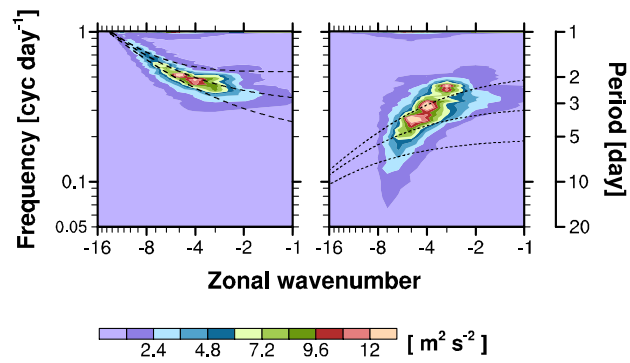 Frequency [cyc day-1]
1
0.1
0.05
-16 -8 -4 -2 -1
-16 -8 -4 -2 -1
1
2
3
5
10
20
Period [day]
Zonal wavenumber
2.4 4.8 7.2 9.6 12 [ m2 s-2 ]